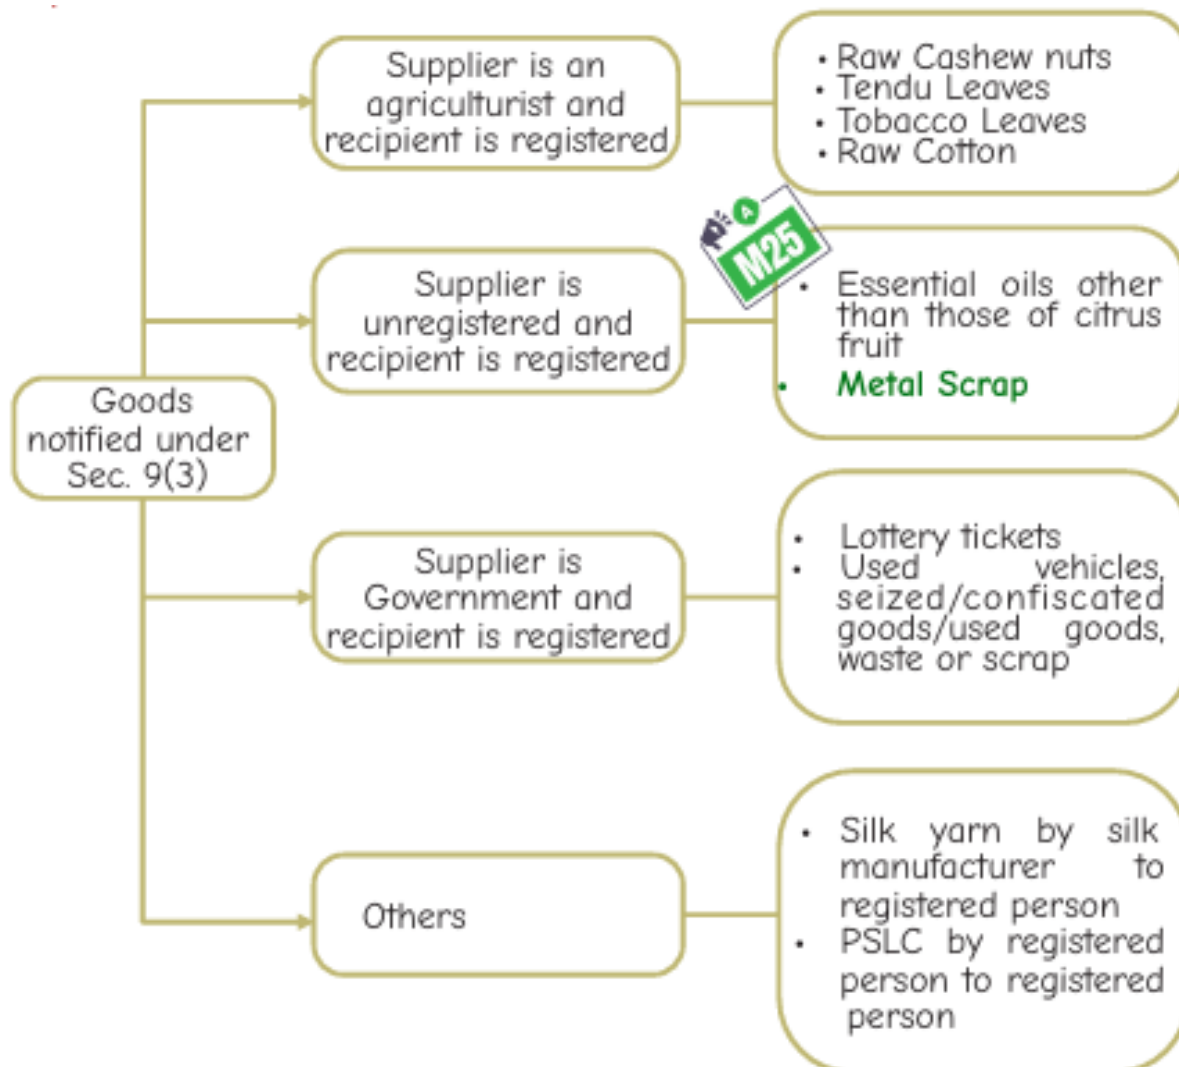 Supplier is an
agriculturist and
recipient is registered
• Raw Cashew nuts
• Tendu Leaves
• Tobacco Leaves
• Raw Cotton
A
M25
Supplier is
unregistered and
recipient is registered
• Essential oils other
than those of citrus
fruit
• Metal Scrap
Goods
notified under
Sec. 9(3)
Supplier is
Government and
recipient is registered
• Lottery tickets
• Used vehicles,
seized/confiscated
goods/used goods,
waste or scrap
Others
• Silk yarn by silk
manufacturer to
registered person
• PSLC by registered
person to registered
person